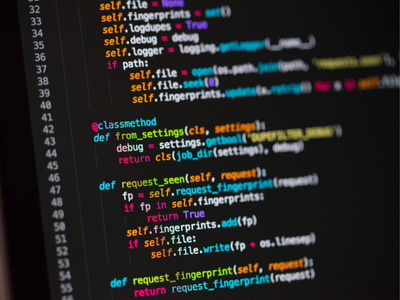 32 self.file = None
33 self.fingerprints = set()
34 self.logdupes = True
35 self.debug = debug
36 self.logger = logging.getLogger(__name__)
37 if path:
38 self.file = open(os.path.join(path,
39 self.file.seek(0)
40 self.fingerprints.update(
41
42 @classmethod
43 def from_settings(cls, settings):
44 debug = settings.getbool('DUPEFILTER_DEBUG')
45 return cls(job_dir(settings), debug)
46
47 def request_seen(self, request):
48 fp = self.request_fingerprint(request)
49 if fp in self.fingerprints:
50 return True
51 self.fingerprints.add(fp)
52 if self.file:
53 self.file.write(fp + os.linesep)
54
55 def request_fingerprint(self, request):
return request_fingerprint(request)